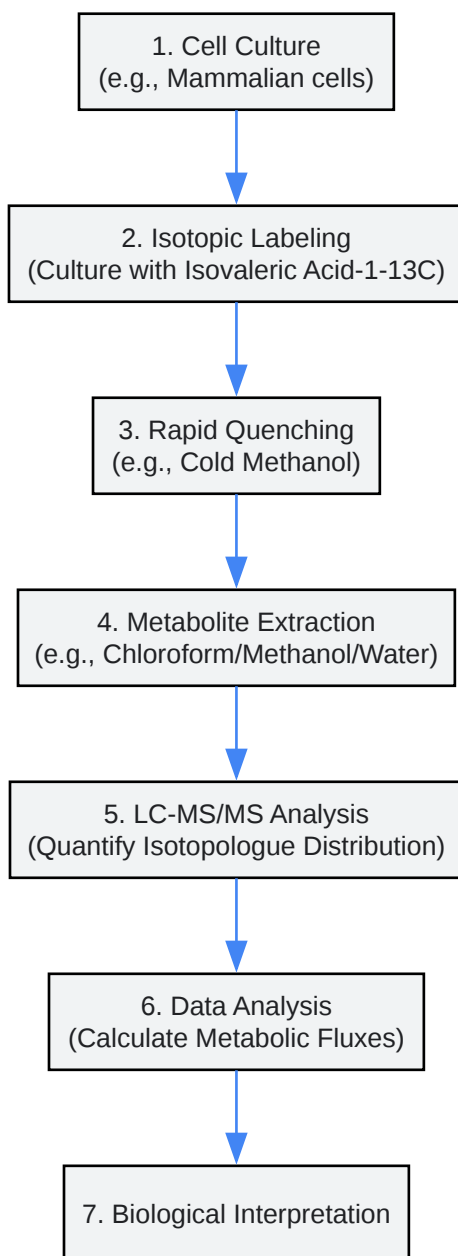 1. Cell Culture
(e.g., Mammalian cells)
2. Isotopic Labeling
(Culture with Isovaleric Acid-1-13C)
3. Rapid Quenching
(e.g., Cold Methanol)
4. Metabolite Extraction
(e.g., Chloroform/Methanol/Water)
5. LC-MS/MS Analysis
(Quantify Isotopologue Distribution)
6. Data Analysis
(Calculate Metabolic Fluxes)
7. Biological Interpretation